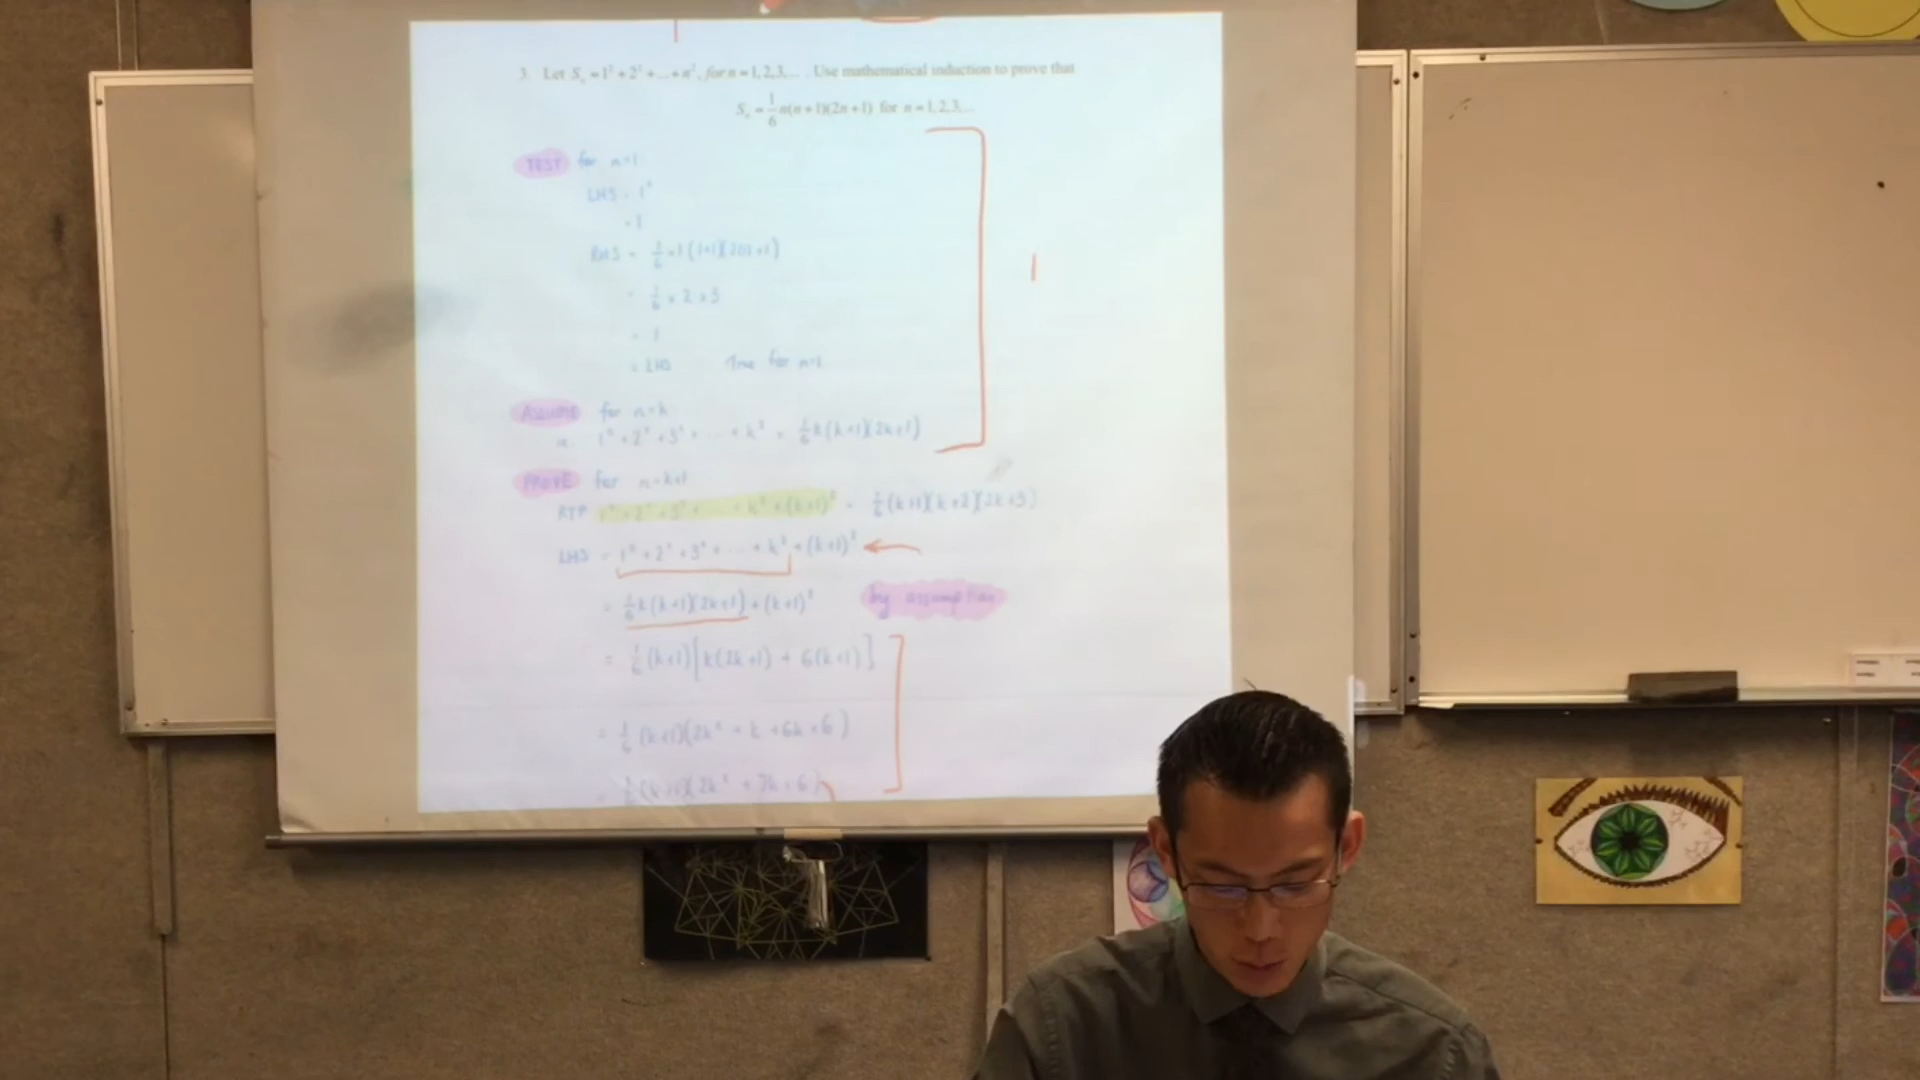 3. Let Sₙ = 1² + 2² + ... + n², for n = 1, 2, 3, ... . Use mathematical induction to prove that
Sₙ = 1/6 n(n+1)(2n+1) for n = 1, 2, 3, ...
TEST for n=1
LHS = 1²
= 1
RHS = 1/6 × 1 (1+1)(2(1)+1)
= 1/6 × 2 × 3
= 1
= LHS True for n=1
ASSUME for n=k
1² + 2² + 3² + ... + k² = 1/6 k(k+1)(2k+1)
PROVE for n=k+1
RTP 1² + 2² + 3² + ... + k² + (k+1)² = 1/6 (k+1)(k+2)(2k+3)
LHS = 1² + 2² + 3² + ... + k² + (k+1)²
= 1/6 k(k+1)(2k+1) + (k+1)² by assumption
= 1/6 (k+1)[k(2k+1) + 6(k+1)]
= 1/6 (k+1)(2k² + k + 6k + 6)
= 1/6 (k+1)(2k² + 7k + 6)
1